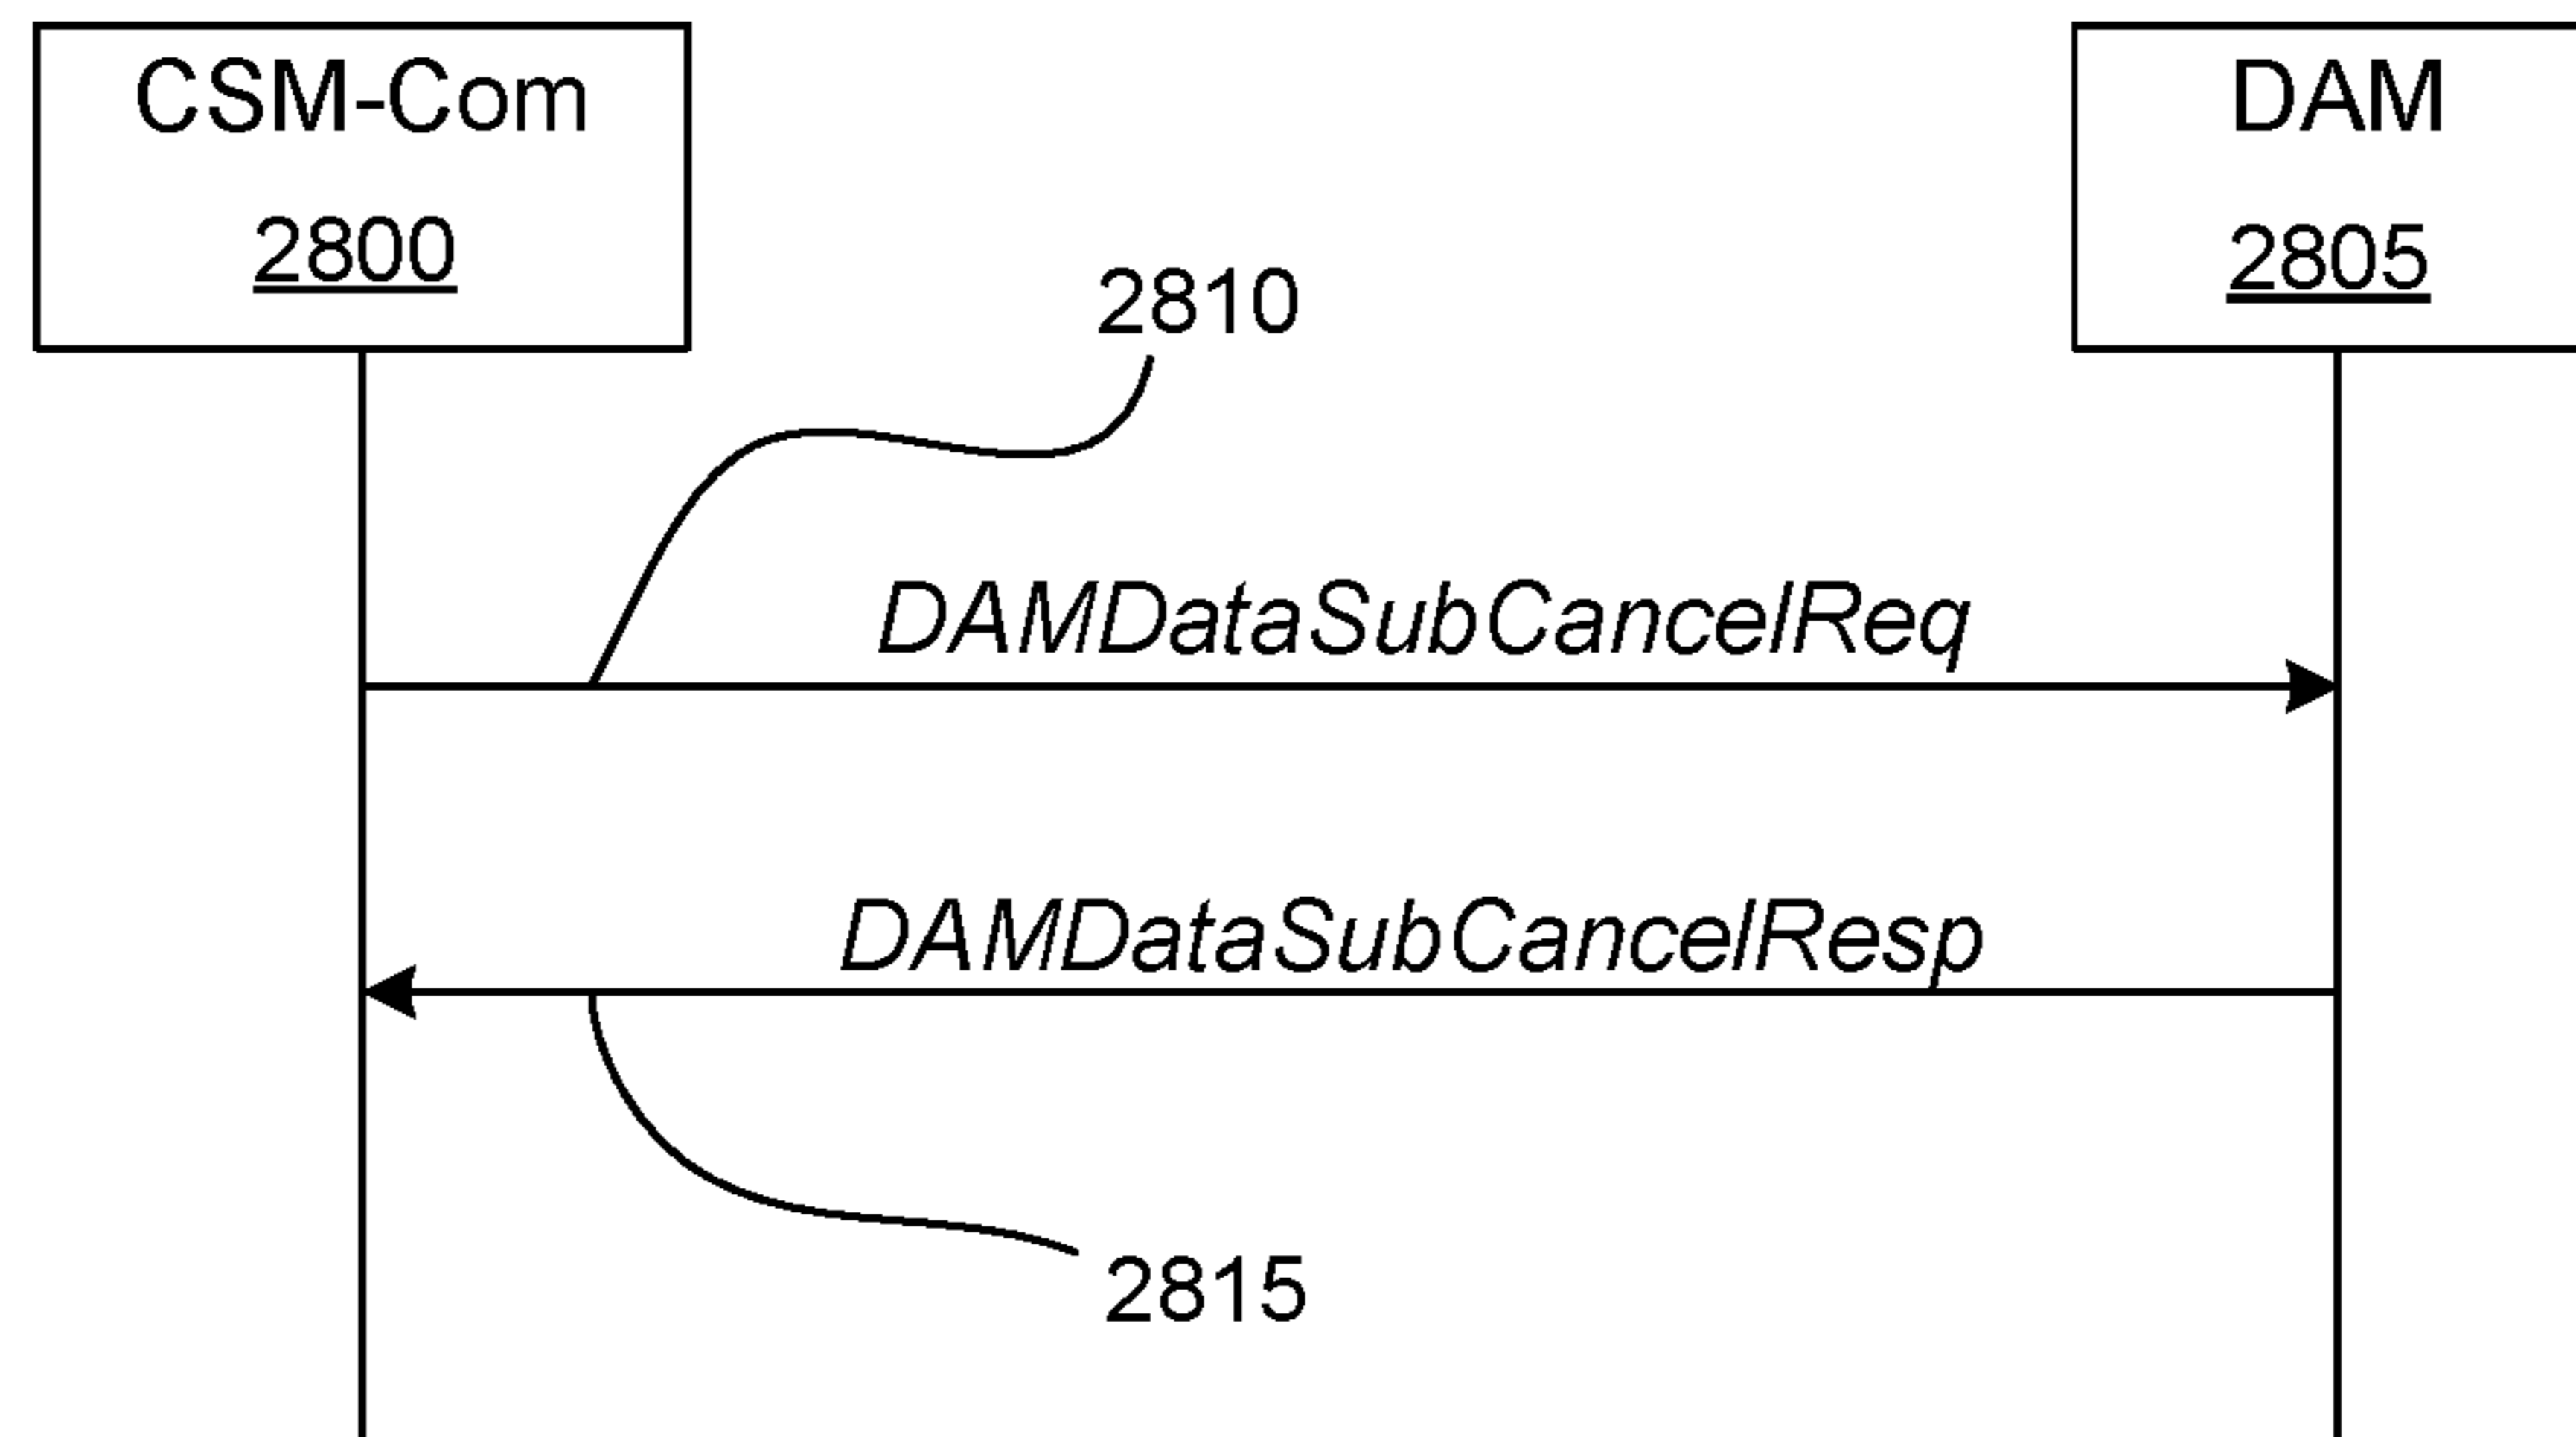 CSM-Com
2800
DAM
2805
2810
DAMDataSubCancelReq
DAMDataSubCancelResp
2815